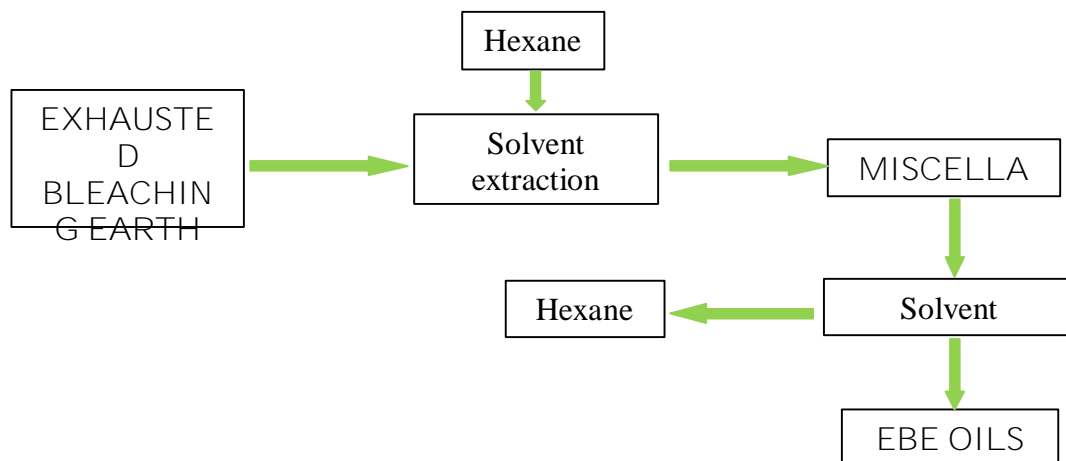 Hexane
EXHAUSTE
D
BLEACHIN
G EARTH
Solvent
extraction
MISCELLA
Hexane
Solvent
EBE OILS